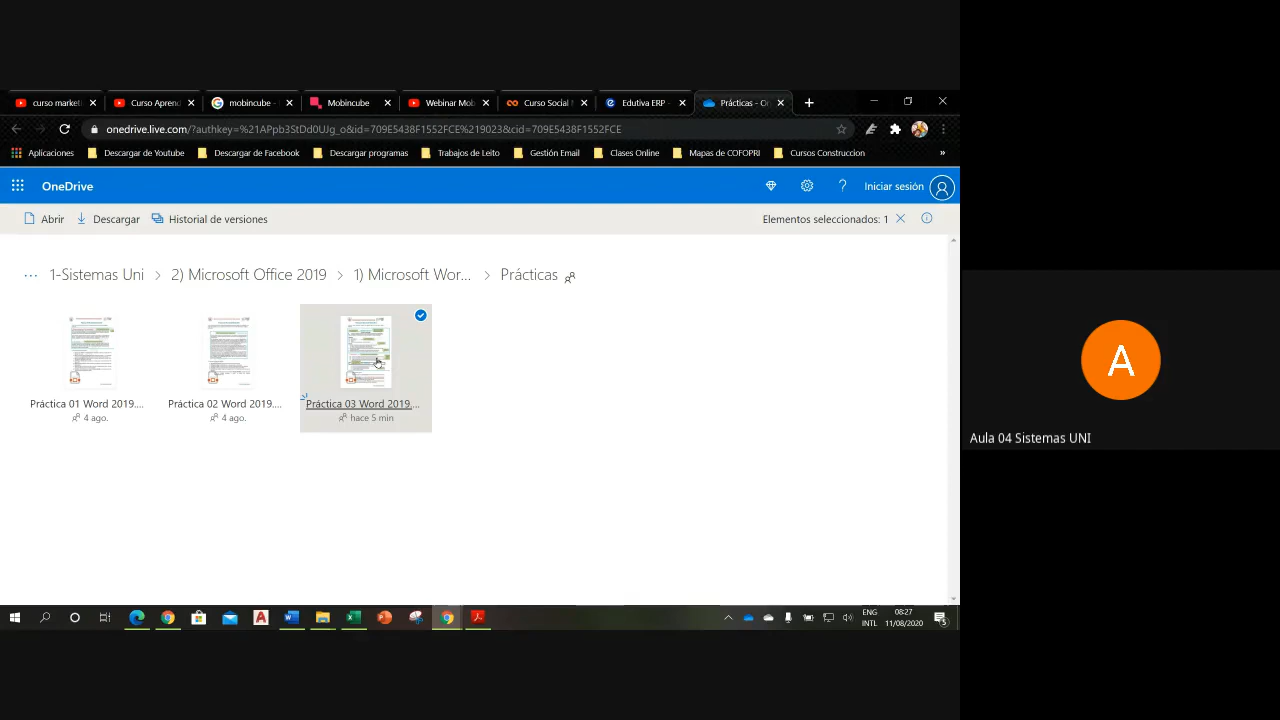 curso market
Curso Aprend
mobincube -
Mobincube
Webinar Mob
Curso Social M
Edutiva ERP -
Prácticas - On
onedrive.live.com/?authkey=%21APpb3StDd0UJg_o&id=709E5438F1552FCE%219023&cid=709E5438F1552FCE
Aplicaciones
Descargar de Youtube
Descargar de Facebook
Descargar programas
Trabajos de Leito
Gestión Email
Clases Online
Mapas de COFOPRI
Cursos Construccion
»
OneDrive
?
Iniciar sesión
Abrir
Descargar
Historial de versiones
Elementos seleccionados: 1
... 1-Sistemas Uni > 2) Microsoft Office 2019 > 1) Microsoft Wor... > Prácticas
Práctica 01 Word 2019....
4 ago.
Práctica 02 Word 2019....
4 ago.
Práctica 03 Word 2019....
hace 5 min
A
Aula 04 Sistemas UNI
ENG
INTL
08:27
11/08/2020
5